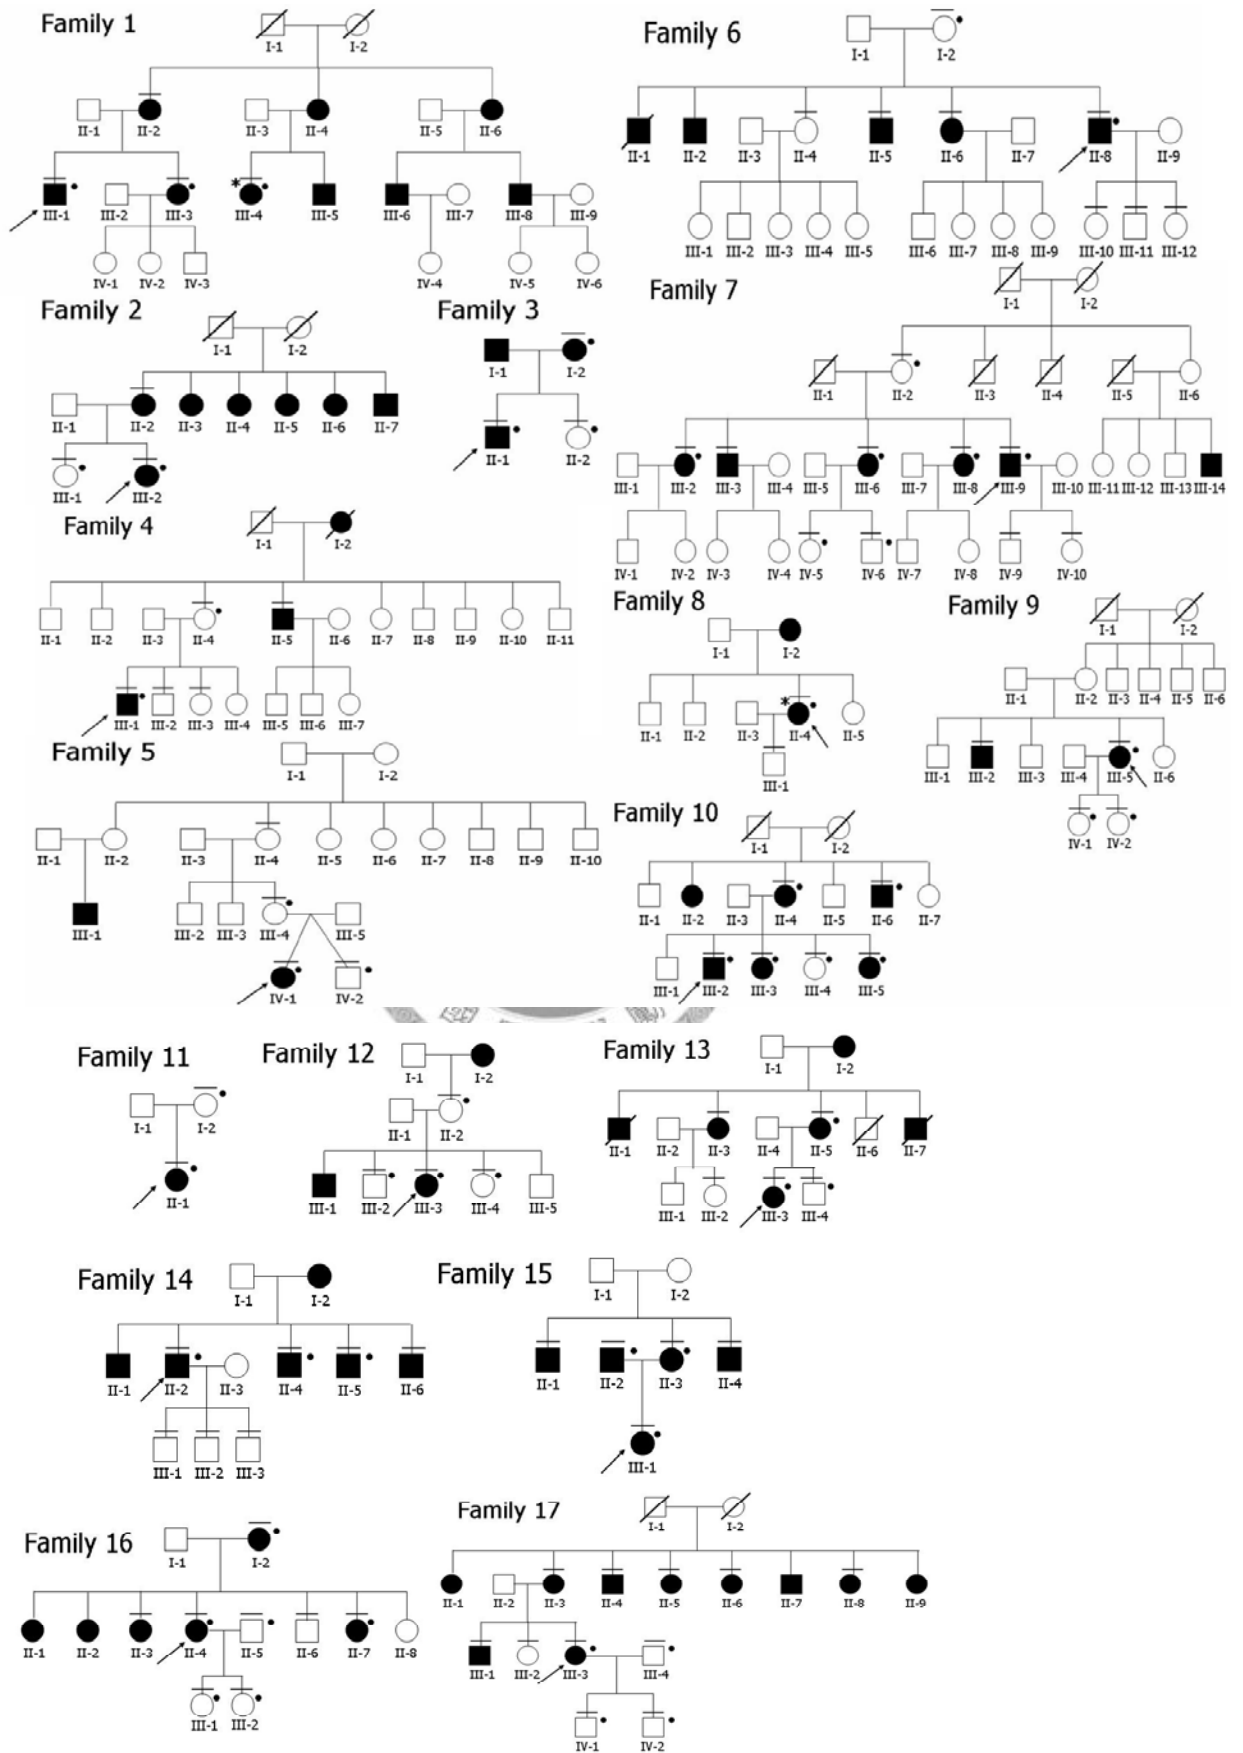 Family 1
I-1 I-2
II-1 II-2 II-3 II-4 II-5 II-6
* 
III-1 III-2 III-3 III-4 III-5 III-6 III-7 III-8 III-9
IV-1 IV-2 IV-3 IV-4 IV-5 IV-6
Family 6
I-1 I-2
II-1 II-2 II-3 II-4 II-5 II-6 II-7 II-8 II-9
III-1 III-2 III-3 III-4 III-5 III-6 III-7 III-8 III-9 III-10 III-11 III-12
Family 2
I-1 I-2
II-1 II-2 II-3 II-4 II-5 II-6 II-7
III-1 III-2
Family 3
I-1 I-2
II-1 II-2
Family 7
I-1 I-2
II-1 II-2 II-3 II-4 II-5 II-6
III-1 III-2 III-3 III-4 III-5 III-6 III-7 III-8 III-9 III-10 III-11 III-12 III-13 III-14
IV-1 IV-2 IV-3 IV-4 IV-5 IV-6 IV-7 IV-8 IV-9 IV-10
Family 4
I-1 I-2
II-1 II-2 II-3 II-4 II-5 II-6 II-7 II-8 II-9 II-10 II-11
III-1 III-2 III-3 III-4 III-5 III-6 III-7
Family 8
I-1 I-2
*
II-1 II-2 II-3 II-4 II-5
III-1
Family 9
I-1 I-2
II-1 II-2 II-3 II-4 II-5 II-6
III-1 III-2 III-3 III-4 III-5 II-6
IV-1 IV-2
Family 5
I-1 I-2
II-1 II-2 II-3 II-4 II-5 II-6 II-7 II-8 II-9 II-10
III-1 III-2 III-3 III-4 III-5
IV-1 IV-2
Family 10
I-1 I-2
II-1 II-2 II-3 II-4 II-5 II-6 II-7
III-1 III-2 III-3 III-4 III-5
Family 11
I-1 I-2
II-1
Family 12
I-1 I-2
II-1 II-2
III-1 III-2 III-3 III-4 III-5
Family 13
I-1 I-2
II-1 II-2 II-3 II-4 II-5 II-6 II-7
III-1 III-2 III-3 III-4
Family 14
I-1 I-2
II-1 II-2 II-3 II-4 II-5 II-6
III-1 III-2 III-3
Family 15
I-1 I-2
II-1 II-2 II-3 II-4
III-1
Family 16
I-1 I-2
II-1 II-2 II-3 II-4 II-5 II-6 II-7 II-8
III-1 III-2
Family 17
I-1 I-2
II-1 II-2 II-3 II-4 II-5 II-6 II-7 II-8 II-9
III-1 III-2 III-3 III-4
IV-1 IV-2